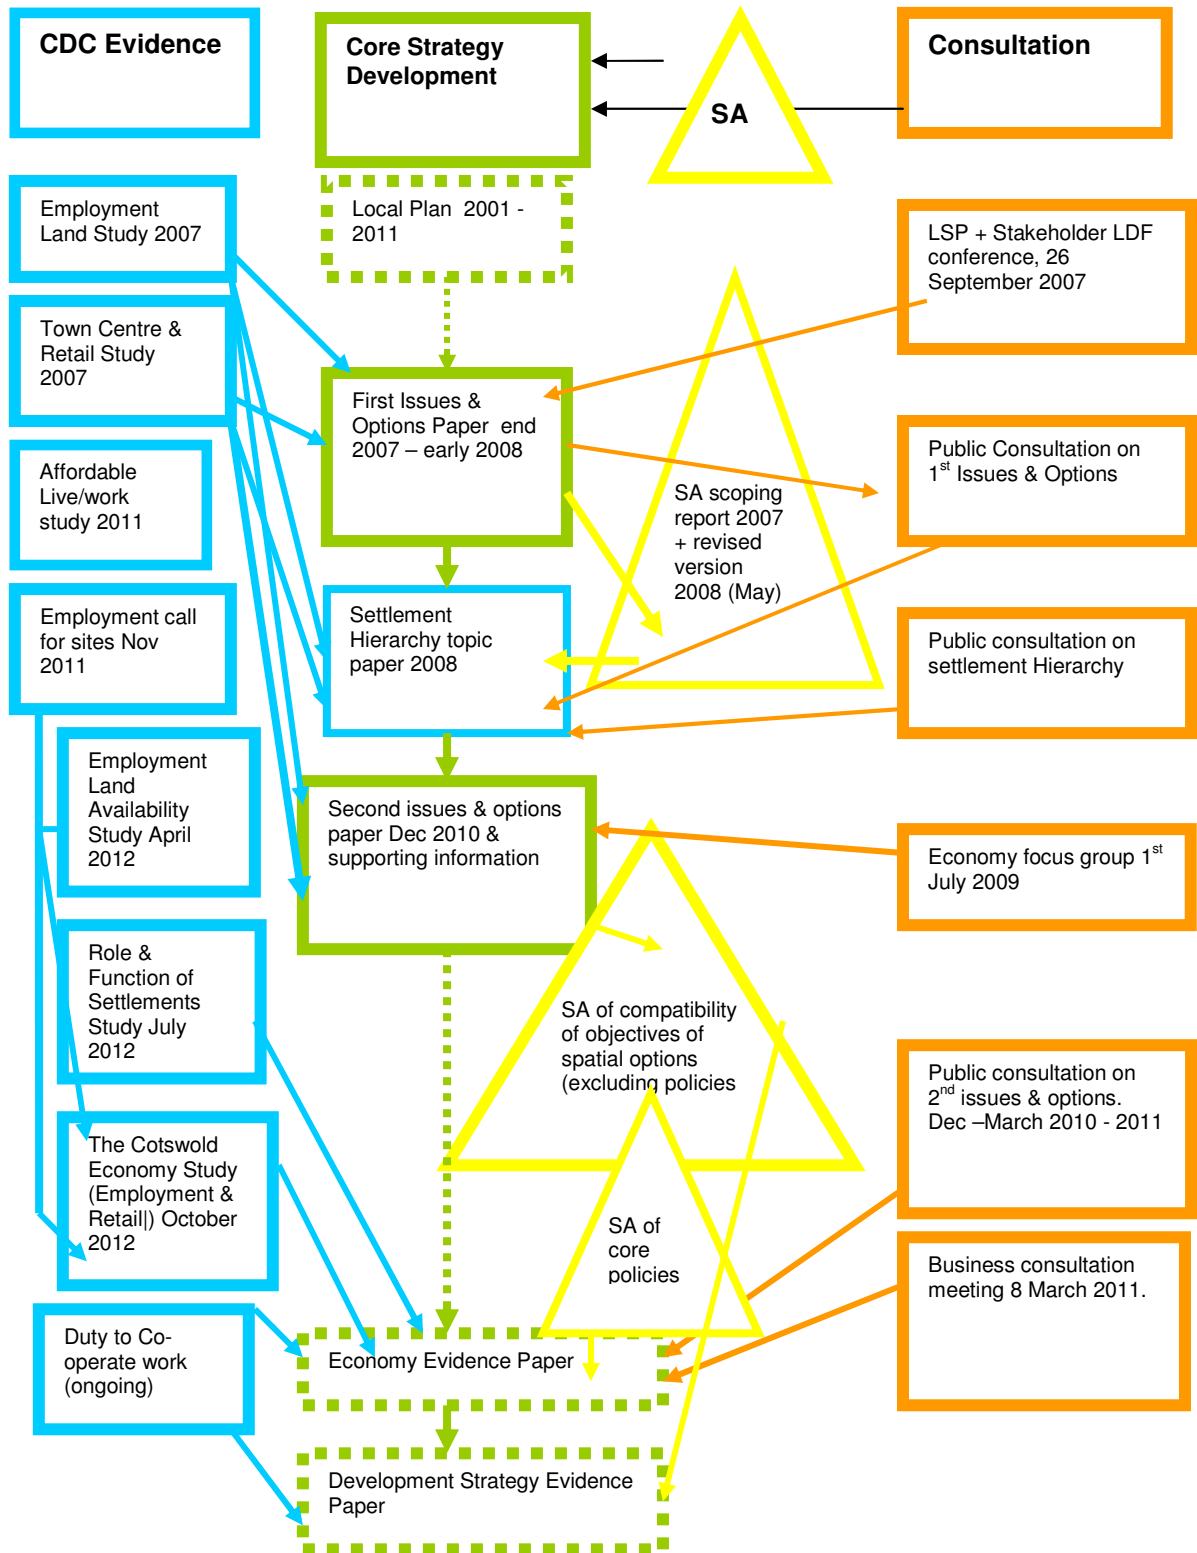 CDC Evidence
Core Strategy
Development
SA
Consultation
Employment
Land Study 2007
Local Plan 2001 -
2011
LSP + Stakeholder LDF
conference, 26
September 2007
Town Centre &
Retail Study
2007
First Issues &
Options Paper end
2007 – early 2008
Public Consultation on
1st Issues & Options
Affordable
Live/work
study 2011
SA scoping
report 2007
+ revised
version
2008 (May)
Employment call
for sites Nov
2011
Settlement
Hierarchy topic
paper 2008
Public consultation on
settlement Hierarchy
Employment
Land
Availability
Study April
2012
Second issues & options
paper Dec 2010 &
supporting information
Economy focus group 1st
July 2009
Role &
Function of
Settlements
Study July
2012
SA of compatibility
of objectives of
spatial options
(excluding policies
Public consultation on
2nd issues & options.
Dec –March 2010 - 2011
The Cotswold
Economy Study
(Employment &
Retail|) October
2012
SA of
core
policies
Business consultation
meeting 8 March 2011.
Duty to Co-
operate work
(ongoing)
Economy Evidence Paper
Development Strategy Evidence
Paper